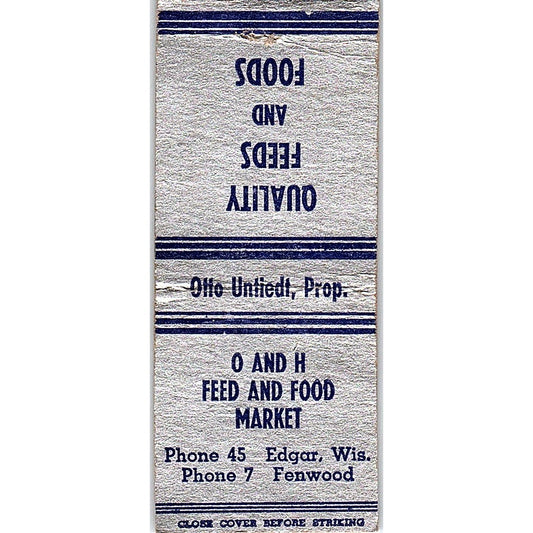 QUALITY
FEEDS
AND
FOODS
Otto Untiedt, Prop.
O AND H
FEED AND FOOD
MARKET
Phone 45 Edgar, Wis.
Phone 7 Fenwood
CLOSE COVER BEFORE STRIKING